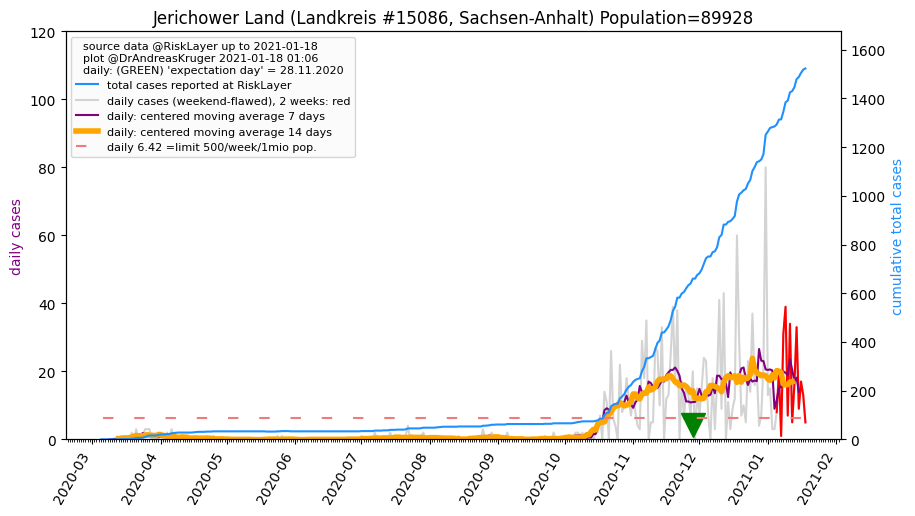 Jerichower Land (Landkreis #15086, Sachsen-Anhalt) Population=89928
source data @RiskLayer up to 2021-01-18
plot @DrAndreasKruger 2021-01-18 01:06
daily: (GREEN) 'expectation day' = 28.11.2020
total cases reported at RiskLayer
daily cases (weekend-flawed), 2 weeks: red
daily: centered moving average 7 days
daily: centered moving average 14 days
daily 6.42 =limit 500/week/1mio pop.
daily cases
120
100
80
60
40
20
0
cumulative total cases
1600
1400
1200
1000
800
600
400
200
0
2020-03
2020-04
2020-05
2020-06
2020-07
2020-08
2020-09
2020-10
2020-11
2020-12
2021-01
2021-02